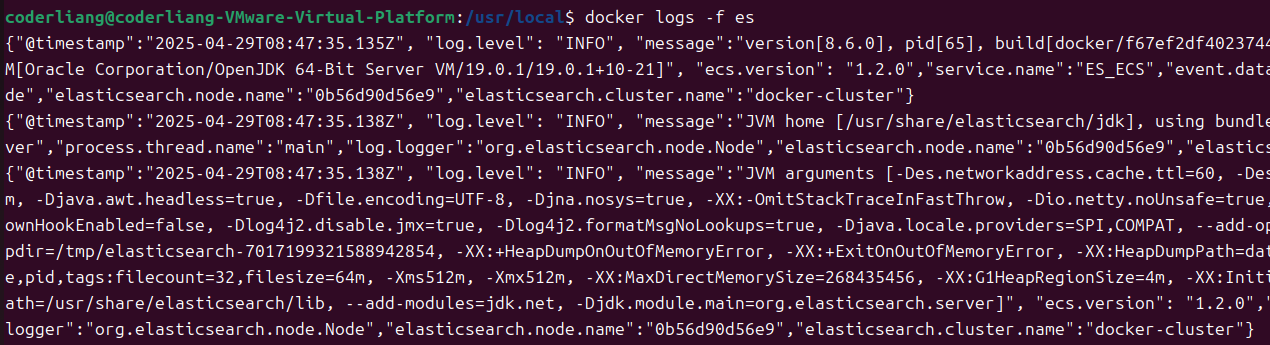 coderliang@coderliang-VMware-Virtual-Platform:/usr/local$ docker logs -f es
{"@timestamp":"2025-04-29T08:47:35.135Z", "log.level": "INFO", "message":"version[8.6.0], pid[65], build[docker/f67ef2df4023744
M[Oracle Corporation/OpenJDK 64-Bit Server VM/19.0.1/19.0.1+10-21]", "ecs.version": "1.2.0","service.name":"ES_ECS","event.data
de","elasticsearch.node.name":"0b56d90d56e9","elasticsearch.cluster.name":"docker-cluster"}
{"@timestamp":"2025-04-29T08:47:35.138Z", "log.level": "INFO", "message":"JVM home [/usr/share/elasticsearch/jdk], using bundle
ver","process.thread.name":"main","log.logger":"org.elasticsearch.node.Node","elasticsearch.node.name":"0b56d90d56e9","elastics
{"@timestamp":"2025-04-29T08:47:35.138Z", "log.level": "INFO", "message":"JVM arguments [-Des.networkaddress.cache.ttl=60, -Des
m, -Djava.awt.headless=true, -Dfile.encoding=UTF-8, -Djna.nosys=true, -XX:-OmitStackTraceInFastThrow, -Dio.netty.noUnsafe=true,
ownHookEnabled=false, -Dlog4j2.disable.jmx=true, -Dlog4j2.formatMsgNoLookups=true, -Djava.locale.providers=SPI,COMPAT, --add-op
pdir=/tmp/elasticsearch-7017199321588942854, -XX:+HeapDumpOnOutOfMemoryError, -XX:+ExitOnOutOfMemoryError, -XX:HeapDumpPath=dat
e,pid,tags:filecount=32,filesize=64m, -Xms512m, -Xmx512m, -XX:MaxDirectMemorySize=268435456, -XX:G1HeapRegionSize=4m, -XX:Initi
ath=/usr/share/elasticsearch/lib, --add-modules=jdk.net, -Djdk.module.main=org.elasticsearch.server]", "ecs.version": "1.2.0","
logger":"org.elasticsearch.node.Node","elasticsearch.node.name":"0b56d90d56e9","elasticsearch.cluster.name":"docker-cluster"}